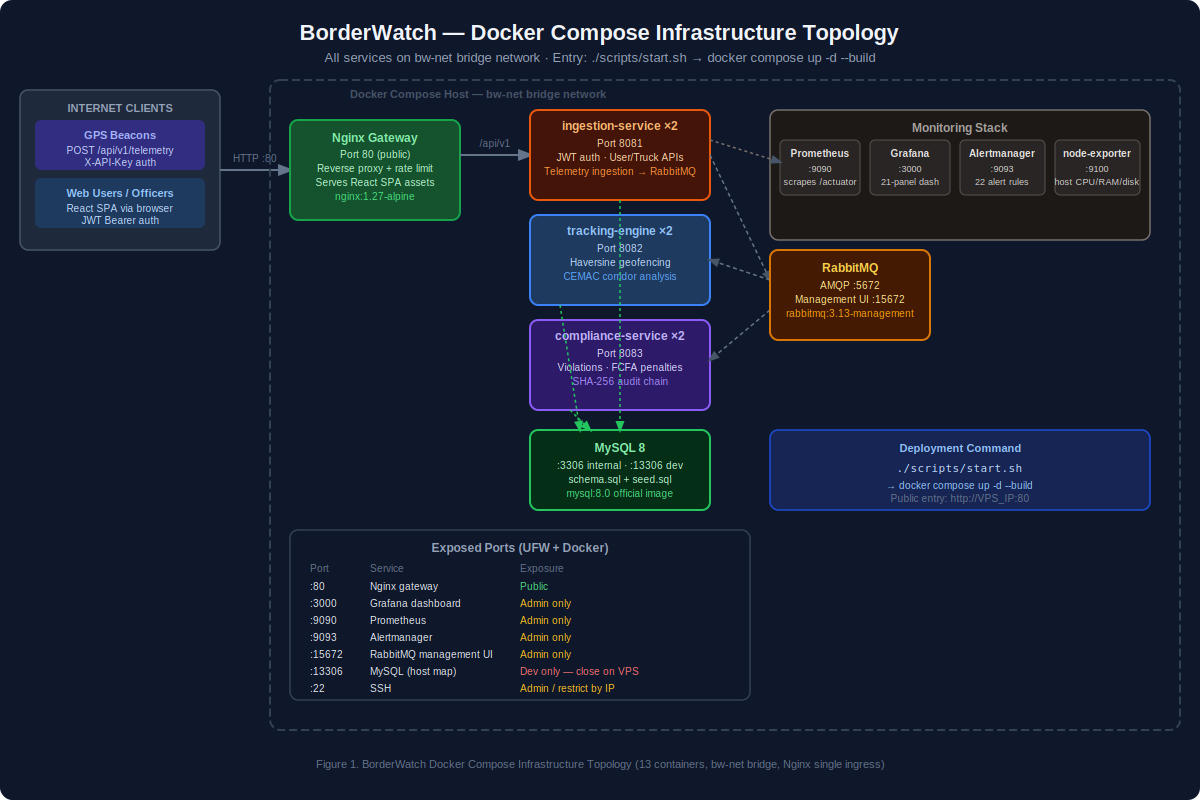 BorderWatch — Docker Compose Infrastructure Topology
All services on bw-net bridge network · Entry: ./scripts/start.sh → docker compose up -d --build
Docker Compose Host — bw-net bridge network
INTERNET CLIENTS
GPS Beacons
POST /api/v1/telemetry
X-API-Key auth
Web Users / Officers
React SPA via browser
JWT Bearer auth
HTTP :80
Nginx Gateway
Port 80 (public)
Reverse proxy + rate limit
Serves React SPA assets
nginx:1.27-alpine
/api/v1
ingestion-service ×2
Port 8081
JWT auth · User/Truck APIs
Telemetry ingestion → RabbitMQ
tracking-engine ×2
Port 8082
Haversine geofencing
CEMAC corridor analysis
compliance-service ×2
Port 8083
Violations · FCFA penalties
SHA-256 audit chain
MySQL 8
:3306 internal · :13306 dev
schema.sql + seed.sql
mysql:8.0 official image
Monitoring Stack
Prometheus
:9090
scrapes /actuator
Grafana
:3000
21-panel dash
Alertmanager
:9093
22 alert rules
node-exporter
:9100
host CPU/RAM/disk
RabbitMQ
AMQP :5672
Management UI :15672
rabbitmq:3.13-management
Deployment Command
./scripts/start.sh
→ docker compose up -d --build
Public entry: http://VPS_IP:80
Exposed Ports (UFW + Docker)
Port Service Exposure
:80 Nginx gateway Public
:3000 Grafana dashboard Admin only
:9090 Prometheus Admin only
:9093 Alertmanager Admin only
:15672 RabbitMQ management UI Admin only
:13306 MySQL (host map) Dev only — close on VPS
:22 SSH Admin / restrict by IP
Figure 1. BorderWatch Docker Compose Infrastructure Topology (13 containers, bw-net bridge, Nginx single ingress)